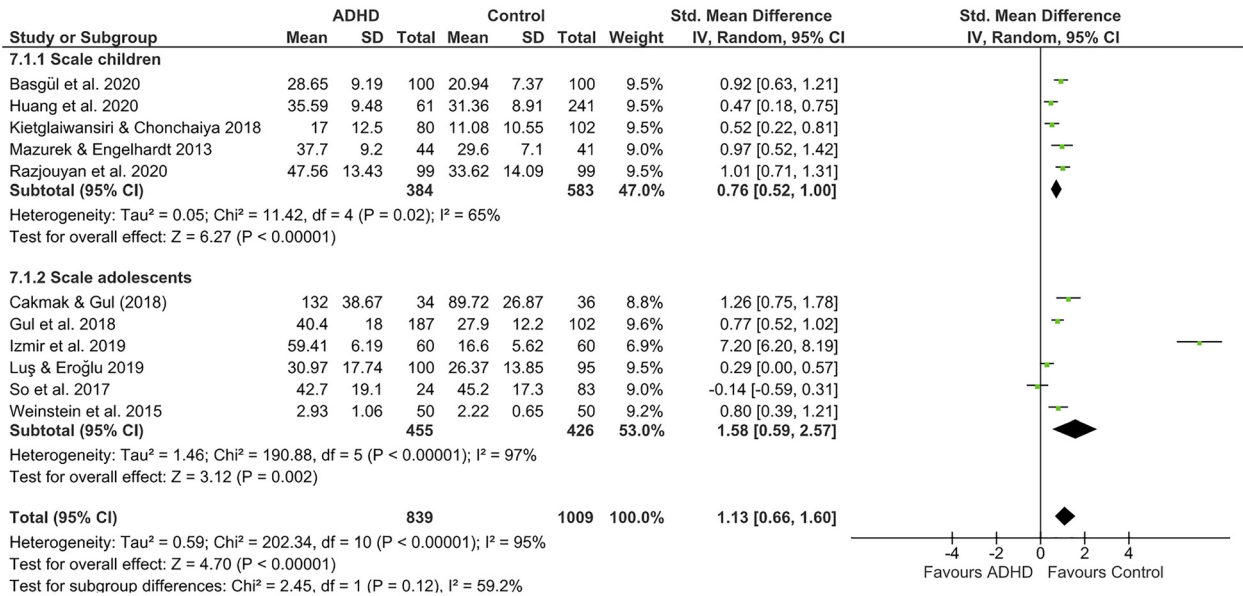 ADHD Control Std. Mean Difference Std. Mean Difference
Study or Subgroup Mean SD Total Mean SD Total Weight IV, Random, 95% CI IV, Random, 95% CI
7.1.1 Scale children
Basgül et al. 2020 28.65 9.19 100 20.94 7.37 100 9.5% 0.92 [0.63, 1.21]
Huang et al. 2020 35.59 9.48 61 31.36 8.91 241 9.5% 0.47 [0.18, 0.75]
Kietglaiwansiri & Chonchaiya 2018 17 12.5 80 11.08 10.55 102 9.5% 0.52 [0.22, 0.81]
Mazurek & Engelhardt 2013 37.7 9.2 44 29.6 7.1 41 9.0% 0.97 [0.52, 1.42]
Razjouyan et al. 2020 47.56 13.43 99 33.62 14.09 99 9.5% 1.01 [0.71, 1.31]
Subtotal (95% CI) 384 583 47.0% 0.76 [0.52, 1.00]
Heterogeneity: Tau² = 0.05; Chi² = 11.42, df = 4 (P = 0.02); I² = 65%
Test for overall effect: Z = 6.27 (P < 0.00001)
7.1.2 Scale adolescents
Cakmak & Gul (2018) 132 38.67 34 89.72 26.87 36 8.8% 1.26 [0.75, 1.78]
Gul et al. 2018 40.4 18 187 27.9 12.2 102 9.6% 0.77 [0.52, 1.02]
Izmir et al. 2019 59.41 6.19 60 16.6 5.62 60 6.9% 7.20 [6.20, 8.19]
Luş & Eroğlu 2019 30.97 17.74 100 26.37 13.85 95 9.5% 0.29 [0.00, 0.57]
So et al. 2017 42.7 19.1 24 45.2 17.3 83 9.0% -0.14 [-0.59, 0.31]
Weinstein et al. 2015 2.93 1.06 50 2.22 0.65 50 9.2% 0.80 [0.39, 1.21]
Subtotal (95% CI) 455 426 53.0% 1.58 [0.59, 2.57]
Heterogeneity: Tau² = 1.46; Chi² = 190.88, df = 5 (P < 0.00001); I² = 97%
Test for overall effect: Z = 3.12 (P = 0.002)
Total (95% CI) 839 1009 100.0% 1.13 [0.66, 1.60]
Heterogeneity: Tau² = 0.59; Chi² = 202.34, df = 10 (P < 0.00001); I² = 95%
Test for overall effect: Z = 4.70 (P < 0.00001)
Test for subgroup differences: Chi² = 2.45, df = 1 (P = 0.12), I² = 59.2%
-4 -2 0 2 4
Favours ADHD Favours Control